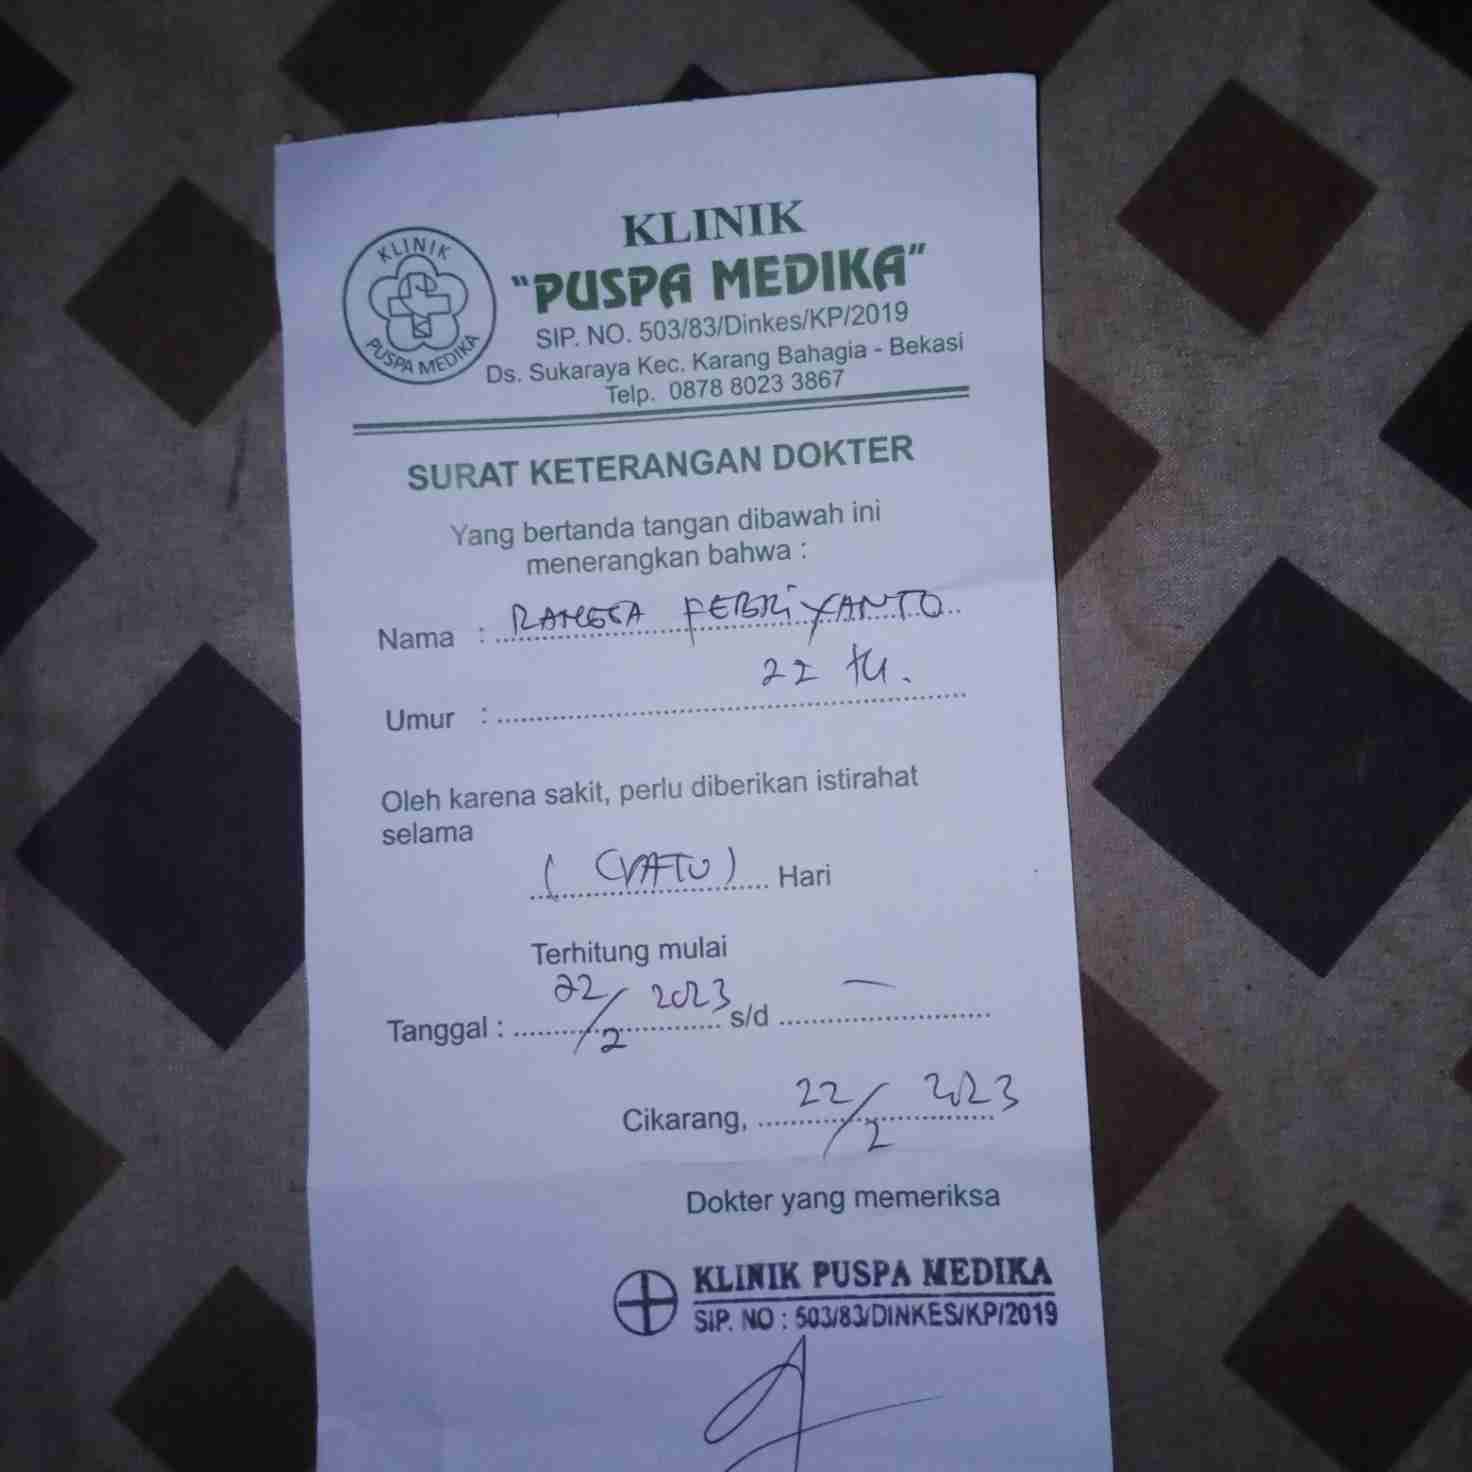 KLINIK
PUSPA MEDIKA
KLINIK
"PUSPA MEDIKA"
SIP. NO. 503/83/Dinkes/KP/2019
Ds. Sukaraya Kec. Karang Bahagia - Bekasi
Telp. 0878 8023 3867
SURAT KETERANGAN DOKTER
Yang bertanda tangan dibawah ini
menerangkan bahwa :
Nama : RANGGA FEBRIYANTO
Umur : 22 th.
Oleh karena sakit, perlu diberikan istirahat
selama
1 (SATU) Hari
Terhitung mulai
Tanggal : 22/2 2023 s/d —
Cikarang, 22/2 2023
Dokter yang memeriksa
KLINIK PUSPA MEDIKA
SIP. NO : 503/83/DINKES/KP/2019